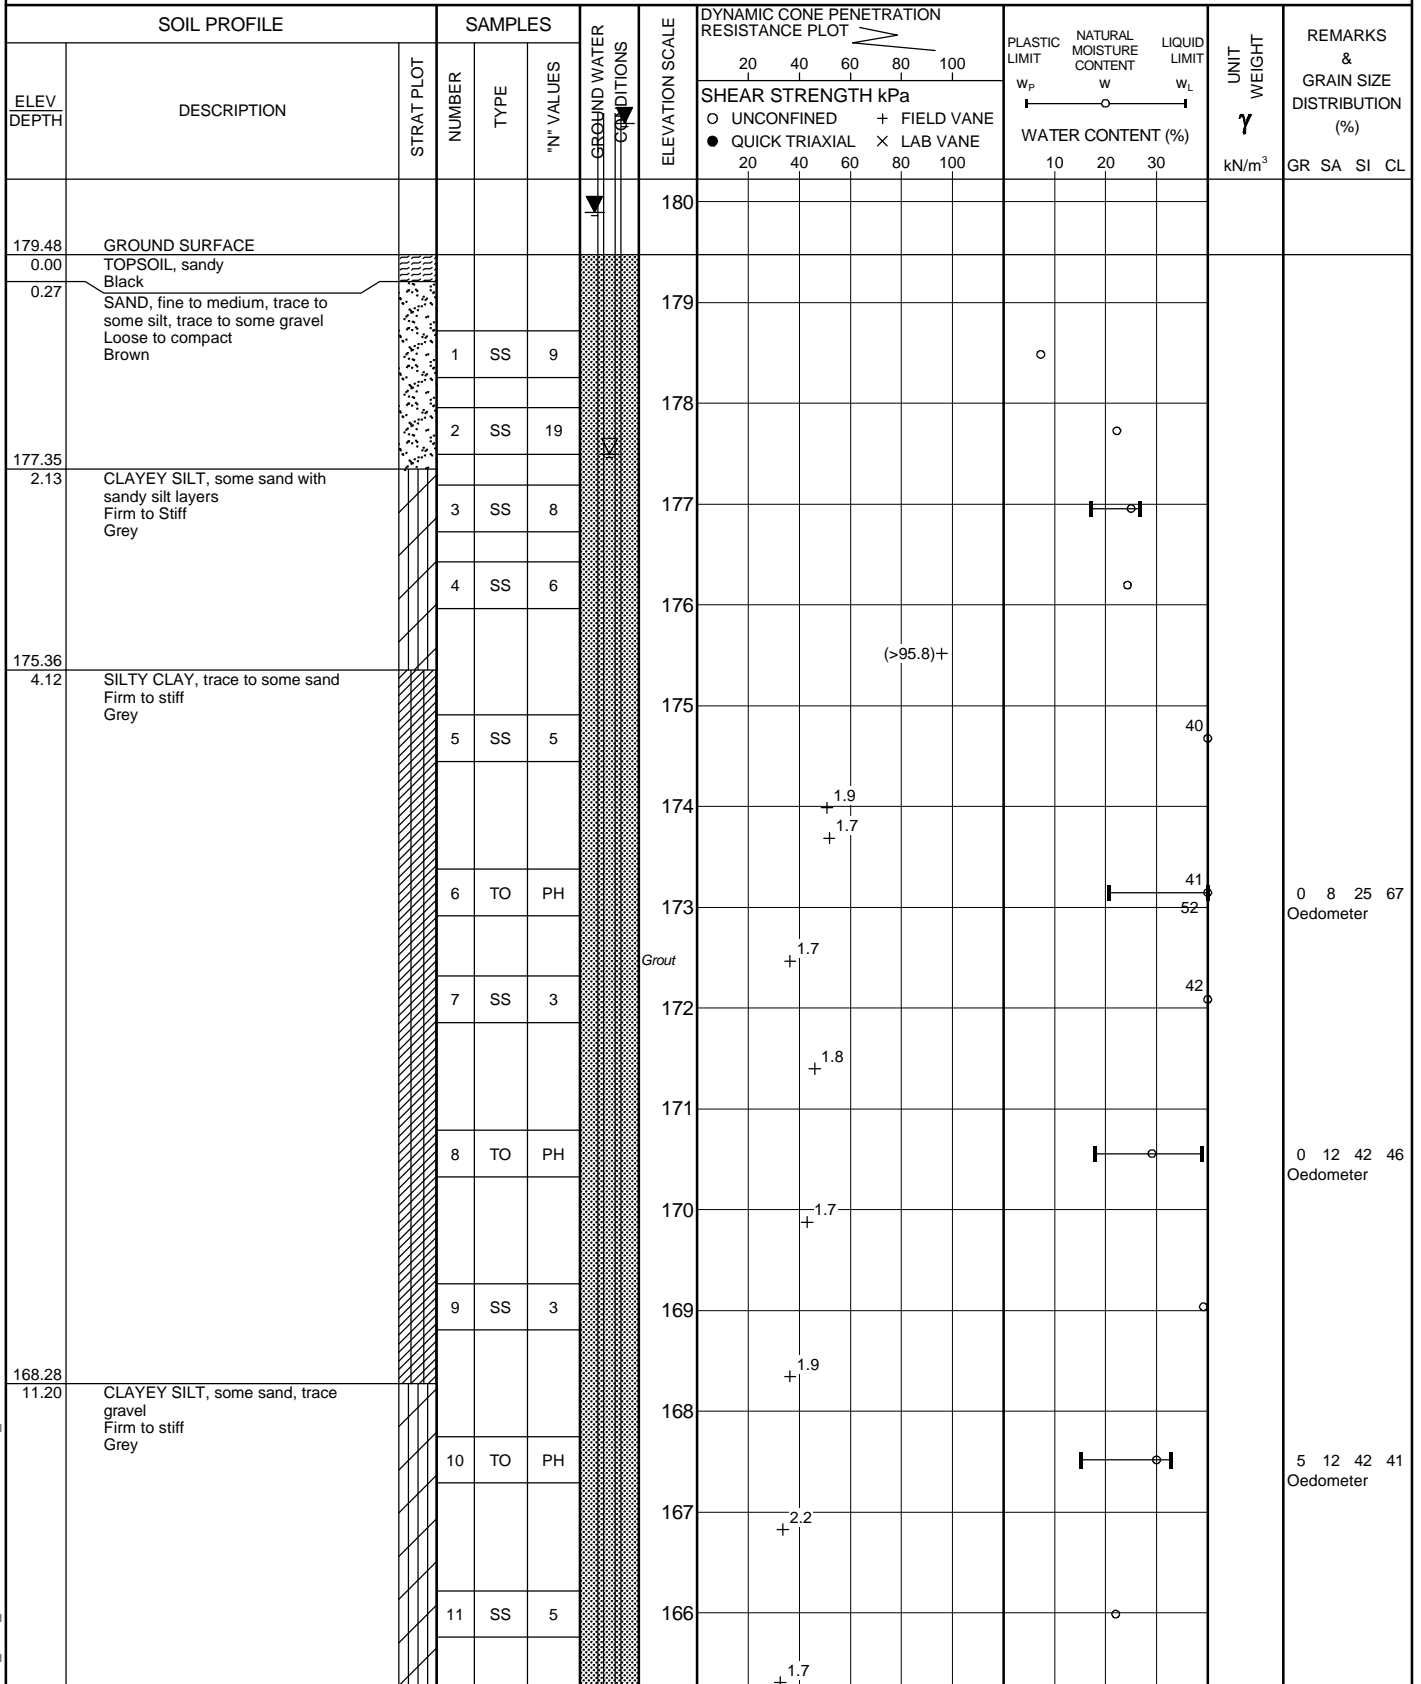 SOIL PROFILE
SAMPLES
GROUND WATER
CONDITIONS
ELEVATION SCALE
DYNAMIC CONE PENETRATION
RESISTANCE PLOT
20 40 60 80 100
PLASTIC
LIMIT
NATURAL
MOISTURE
CONTENT
LIQUID
LIMIT
UNIT
WEIGHT
REMARKS
&
GRAIN SIZE
DISTRIBUTION
(%)
ELEV
DEPTH
DESCRIPTION
STRAT PLOT
NUMBER
TYPE
"N" VALUES
SHEAR STRENGTH kPa
UNCONFINED
+ FIELD VANE
QUICK TRIAXIAL
× LAB VANE
20 40 60 80 100
WP W WL
WATER CONTENT (%)
10 20 30
γ
kN/m³
GR SA SI CL
180
179.48 GROUND SURFACE
0.00 TOPSOIL, sandy
Black
0.27
SAND, fine to medium, trace to
some silt, trace to some gravel
Loose to compact
Brown
179
1 SS 9
178
2 SS 19
177.35
2.13 CLAYEY SILT, some sand with
sandy silt layers
Firm to Stiff
Grey
177
3 SS 8
4 SS 6
176
(>95.8)
175.36
4.12 SILTY CLAY, trace to some sand
Firm to stiff
Grey
175
5 SS 5
40
174
1.9
1.7
6 TO PH
41
52
0 8 25 67
Oedometer
173
1.7
Grout
7 SS 3
42
172
1.8
171
8 TO PH
0 12 42 46
Oedometer
170
1.7
9 SS 3
169
1.9
168.28
11.20 CLAYEY SILT, some sand, trace
gravel
Firm to stiff
Grey
168
10 TO PH
5 12 42 41
Oedometer
167
2.2
11 SS 5
166
1.7